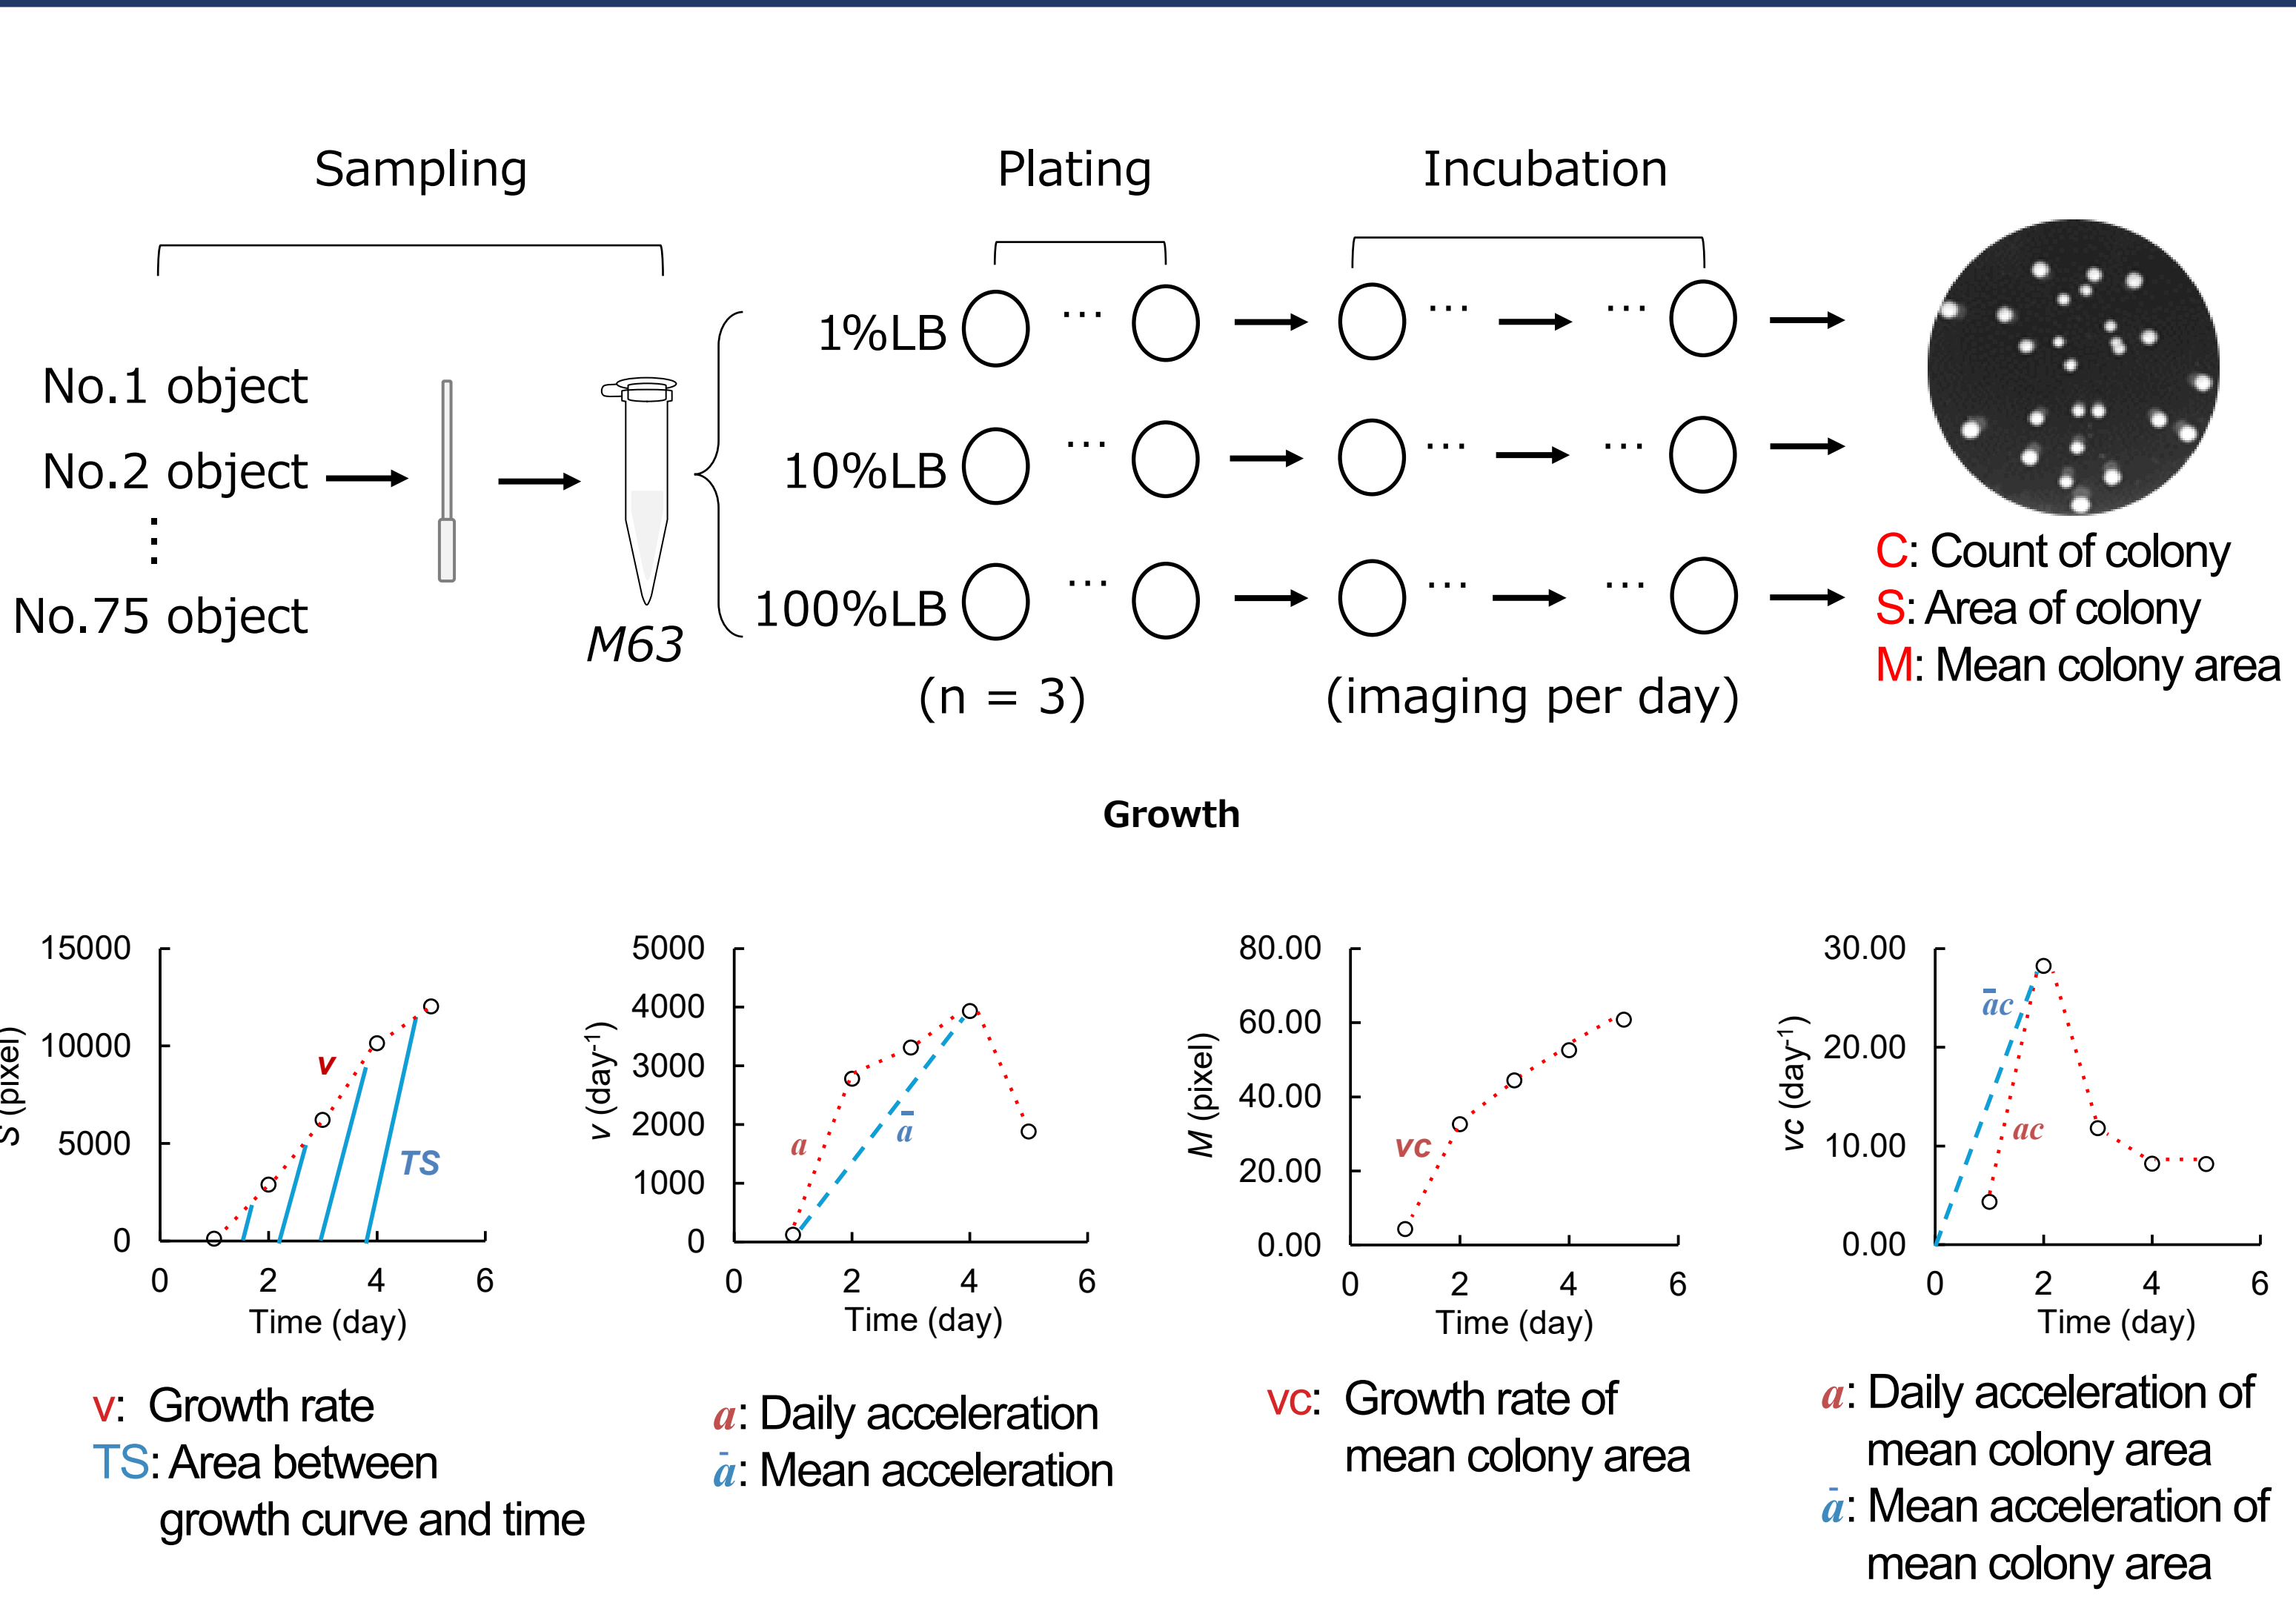 Sampling
Plating
Incubation
No.1 object
No.2 object
⋮
No.75 object
M63
1%LB
10%LB
100%LB
... ... ...
... ... ...
... ... ...
(n = 3)
(imaging per day)
C: Count of colony
S: Area of colony
M: Mean colony area
Growth
15000
10000
5000
0
S (pixel)
v
TS
0 2 4 6
Time (day)
5000
4000
3000
2000
1000
0
v (day-1)
a
ā
0 2 4 6
Time (day)
80.00
60.00
40.00
20.00
0.00
M (pixel)
vc
0 2 4 6
Time (day)
30.00
20.00
10.00
0.00
vc (day-1)
āc
ac
0 2 4 6
Time (day)
v: Growth rate
TS: Area between
growth curve and time
a: Daily acceleration
ā: Mean acceleration
vc: Growth rate of
mean colony area
a: Daily acceleration of
mean colony area
ā: Mean acceleration of
mean colony area